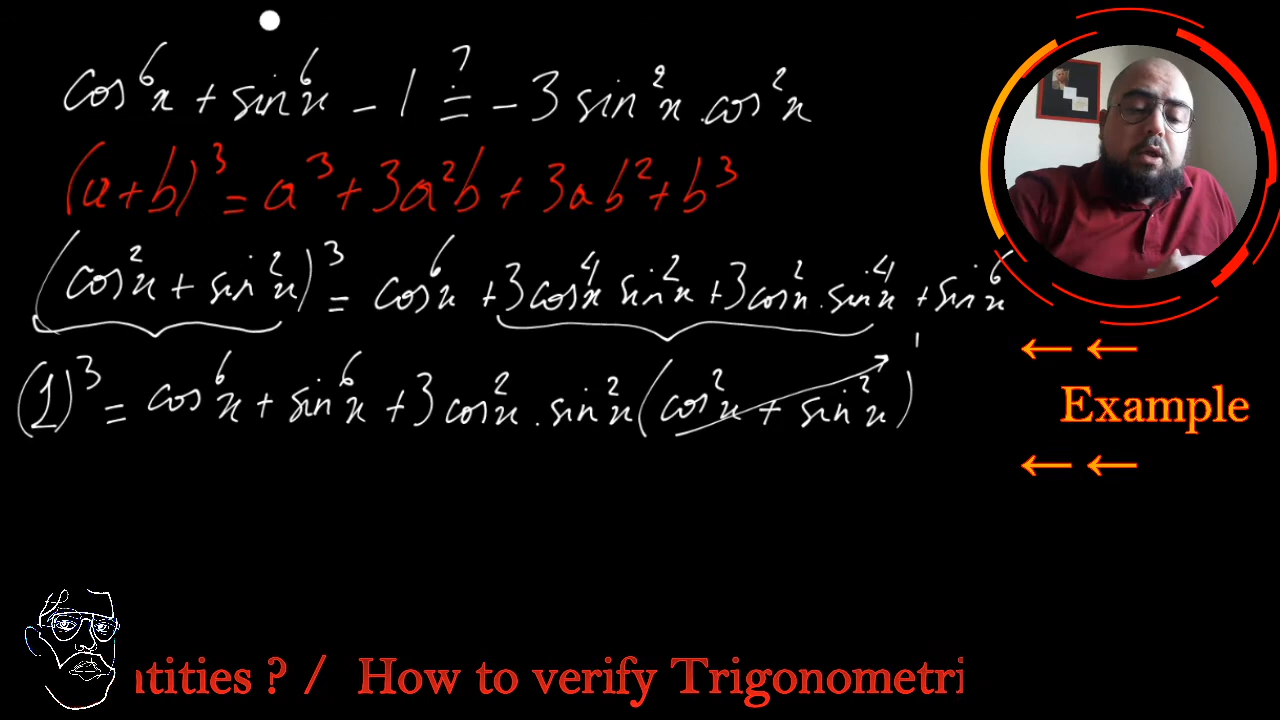 cos⁶x + sin⁶x - 1 ≟ - 3 sin²x . cos²x
(a+b)³ = a³ + 3a²b + 3ab² + b³
(cos²x + sin²x)³ = cos⁶x + 3cos⁴x sin²x + 3cos²x . sin⁴x + sin⁶x
(1)³ = cos⁶x + sin⁶x + 3 cos²x . sin²x (cos²x + sin²x) 1
← ←
Example
← ←
ntities ? / How to verify Trigonometri